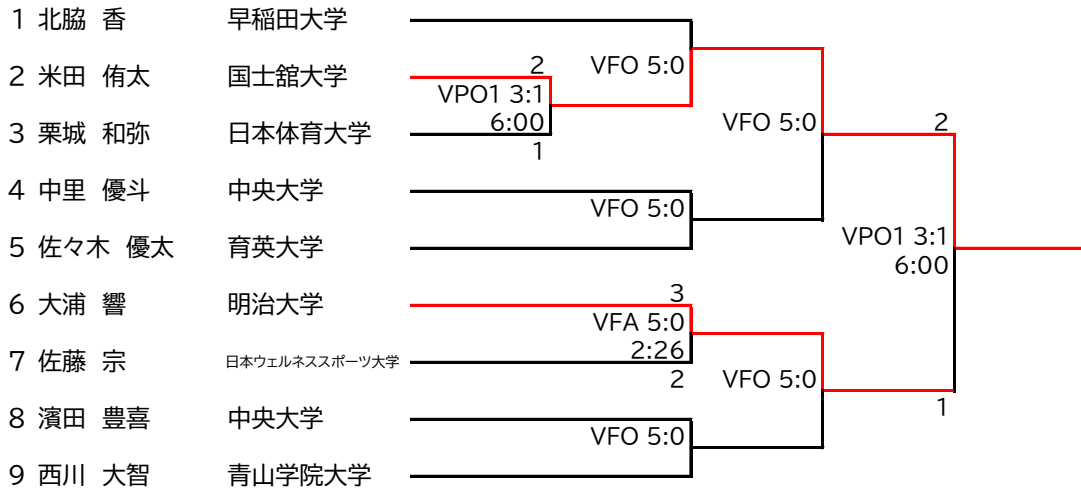 1 北脇 香 早稲田大学
2 米田 侑太 国士舘大学
3 栗城 和弥 日本体育大学
4 中里 優斗 中央大学
5 佐々木 優太 育英大学
6 大浦 響 明治大学
7 佐藤 宗 日本ウェルネススポーツ大学
8 濱田 豊喜 中央大学
9 西川 大智 青山学院大学
2
VPO1 3:1
6:00
1
VFO 5:0
VFO 5:0
3
VFA 5:0
2:26
2
VFO 5:0
VFO 5:0
VFO 5:0
2
VPO1 3:1
6:00
1